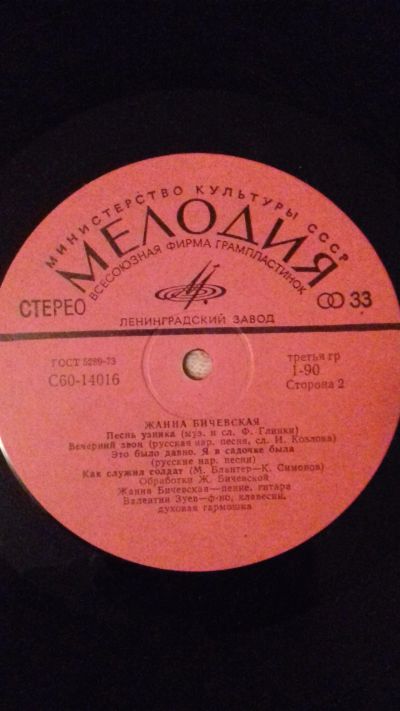 МИНИСТЕРСТВО КУЛЬТУРЫ СССР
МЕЛОДИЯ
ВСЕСОЮЗНАЯ ФИРМА ГРАМПЛАСТИНОК
СТЕРЕО
33
ЛЕНИНГРАДСКИЙ ЗАВОД
ГОСТ 5289-73
С60-14016
третья гр
1-90
Сторона 2
ЖАННА БИЧЕВСКАЯ
Песнь узника (муз. и сл. Ф. Глинки)
Вечерний звон (русская нар. песня, сл. И. Козлова)
Это было давно. Я в садочке была
(русские нар. песни)
Как служил солдат (М. Блантер—К. Симонов)
Обработки Ж. Бичевской
Жанна Бичевская—пение, гитара
Валентин Зуев—ф-но, клавесин,
духовая гармошка